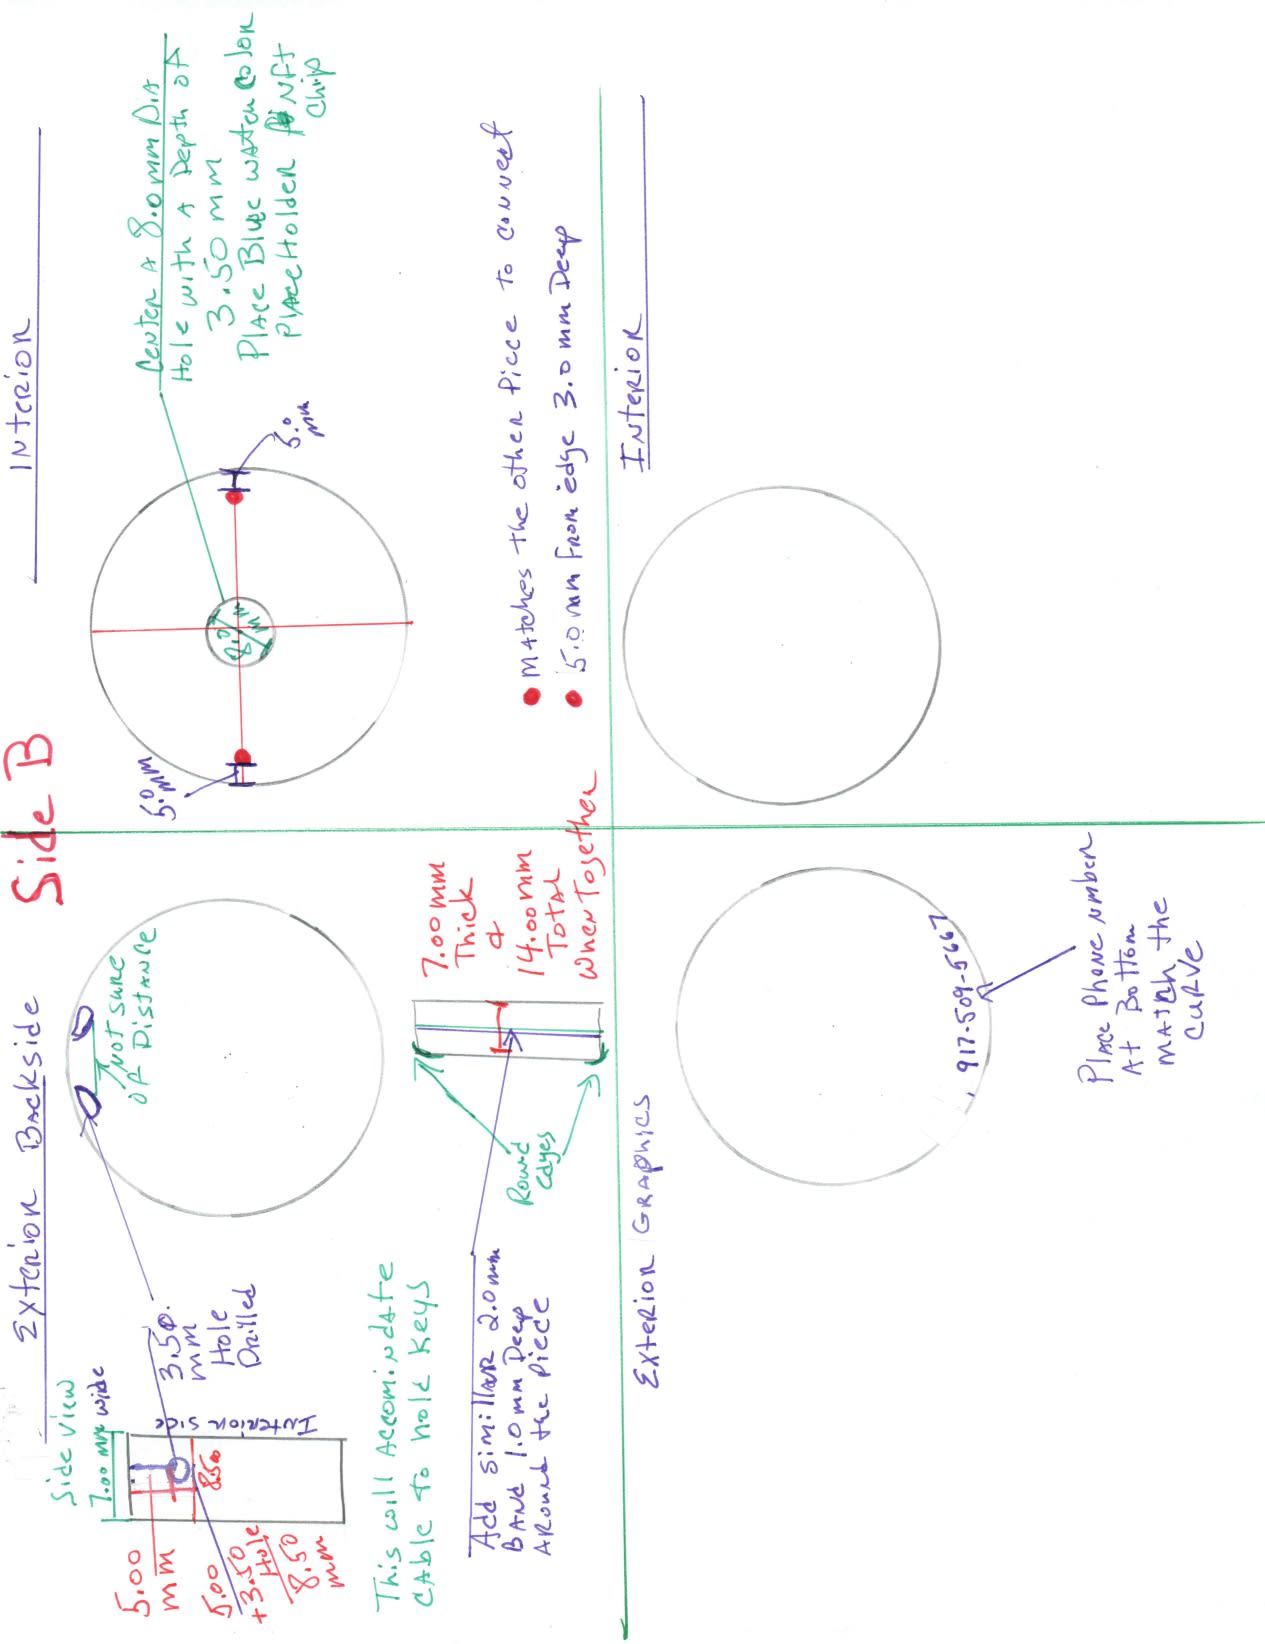 Side B
Exterior Backside
Side view
7.00 mm wide
5.00
mm
5.00
+3.50
Hole
8.50
mm
8.50
Interior side
3.50
mm
Hole
Drilled
Not sure
of Distance
This will Accomindate
Cable to hold Keys
Add simillar 2.0 mm
Band 1.0 mm Deep
Around the Piece
Round
Edges
7.00 mm
Thick
&
14.00 mm
Total
When Together
Interior
5.0
mm
8.0
mm
5.0
mm
Center A 8.0 mm DiA
Hole with A Depth of
3.50 mm
Place Blue watch color
PlaceHolder NFT
Chip
Matches the other Piece to connect
5.0 mm From edge 3.0 mm Deep
Exterior Graphics
917-509-5667
Place Phone number
At Bottom
Match the
Curve
Interior